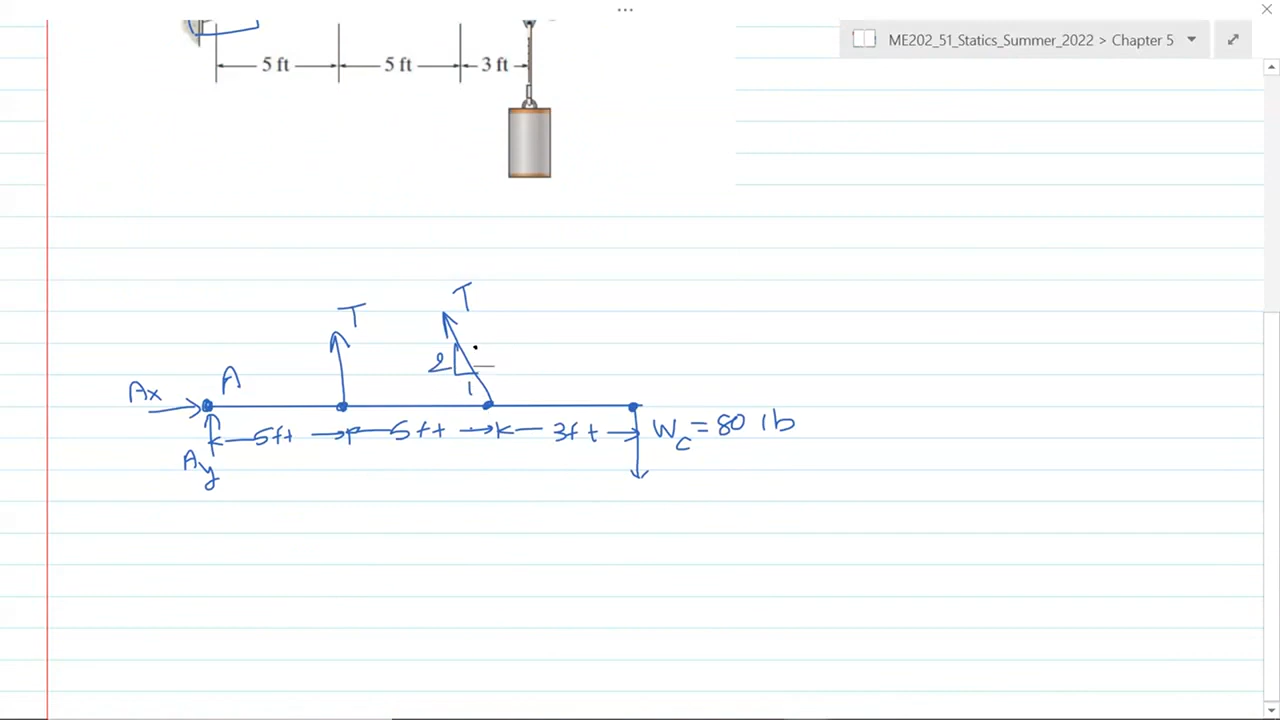 ME202_51_Statics_Summer_2022 > Chapter 5
5 ft 5 ft 3 ft
T
T
2
1
Ax
A
5ft 5ft 3ft
Wc = 80 lb
Ay